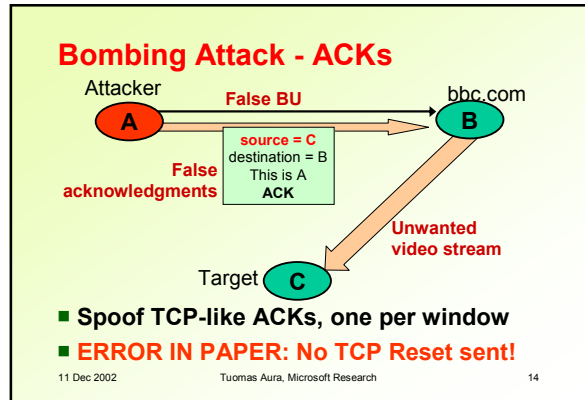 Bombing Attack - ACKs
Attacker
False BU
bbc.com
A
B
source = C
destination = B
This is A
ACK
False
acknowledgments
Unwanted
video stream
Target
C
Spoof TCP-like ACKs, one per window
ERROR IN PAPER: No TCP Reset sent!
11 Dec 2002
Tuomas Aura, Microsoft Research
14